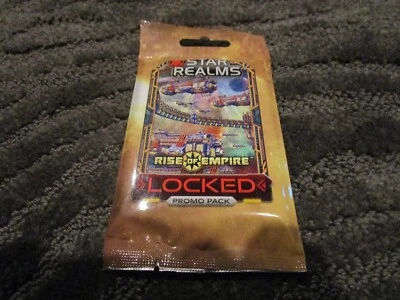 STAR
REALMS
RISE OF EMPIRE
LOCKED
PROMO PACK